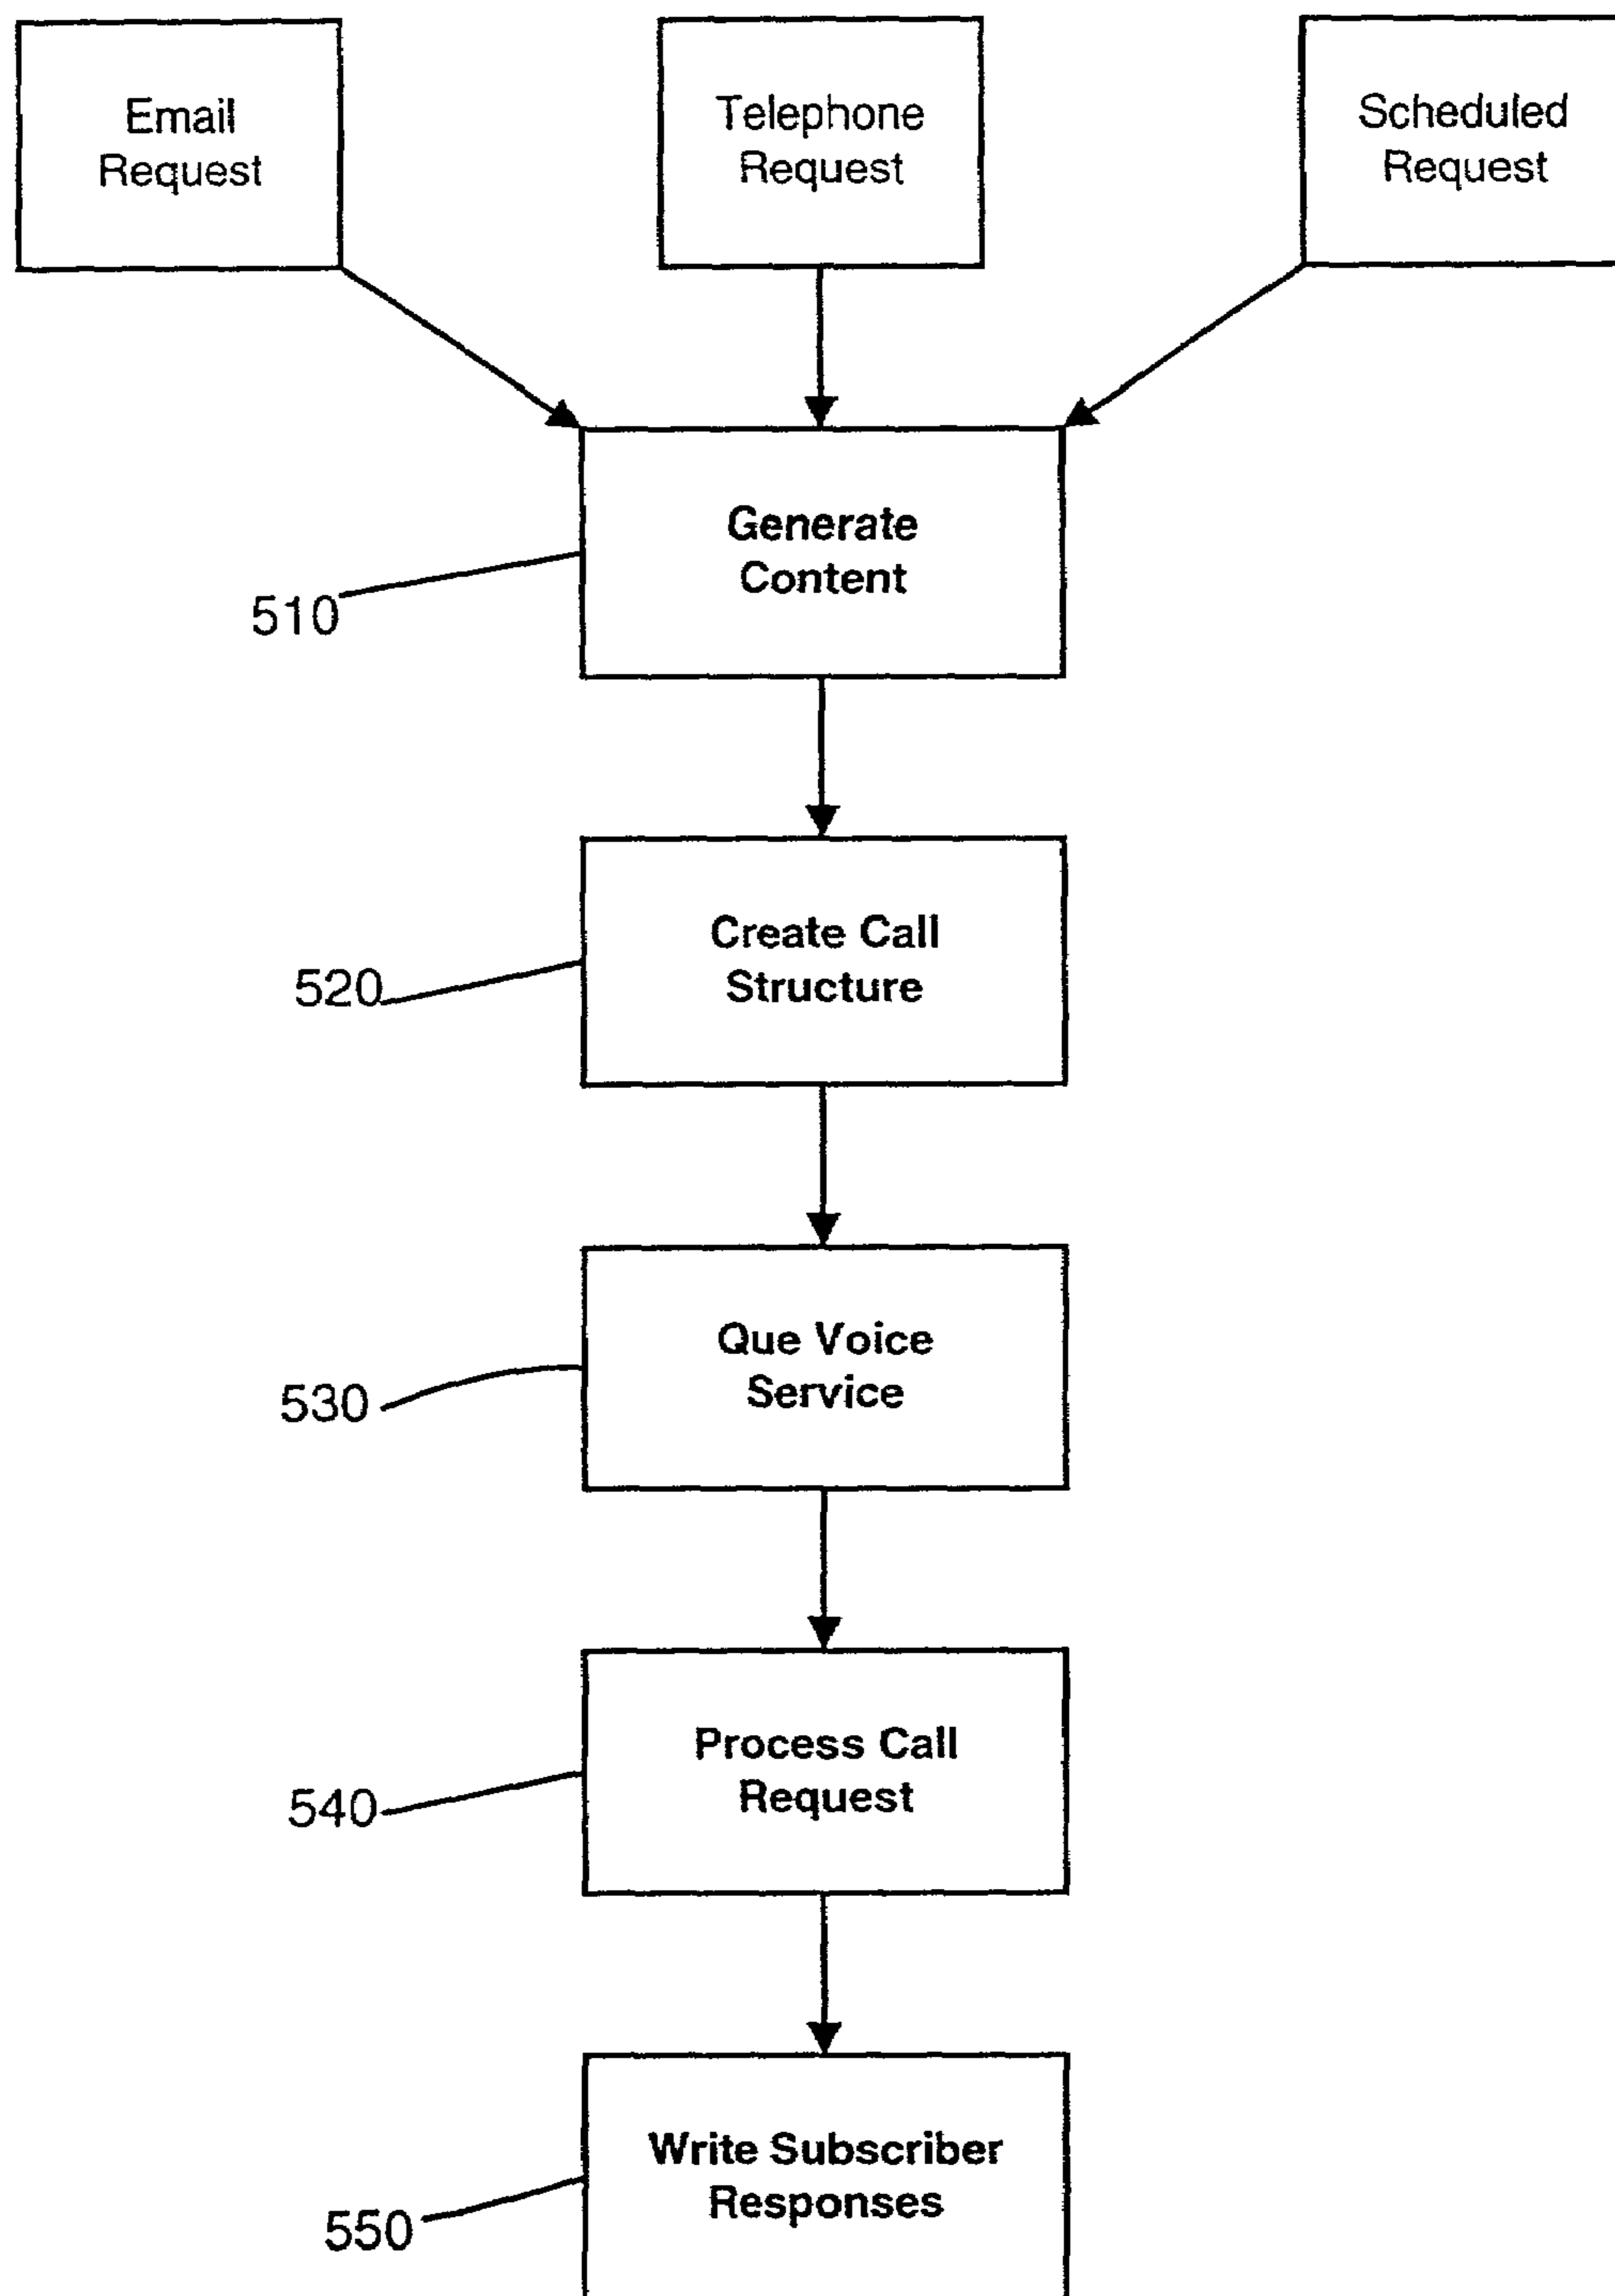 Email
Request
Telephone
Request
Scheduled
Request
Generate
Content
510
Create Call
Structure
520
Que Voice
Service
530
Process Call
Request
540
Write Subscriber
Responses
550